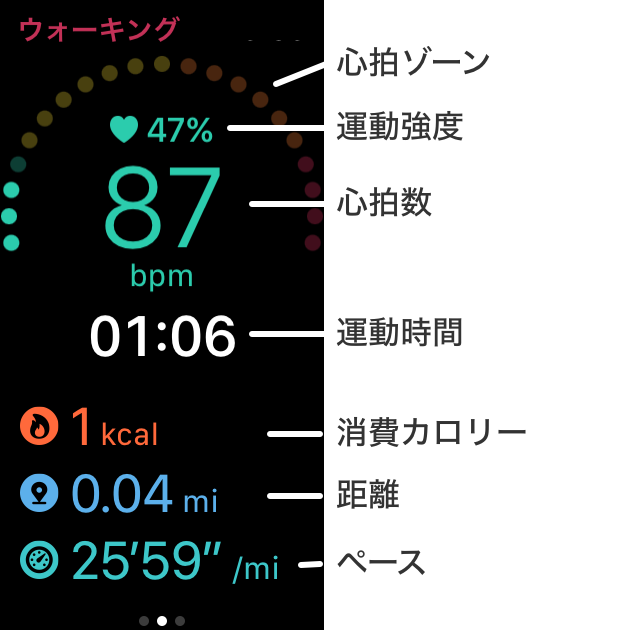 ウォーキング
心拍ゾーン
47% 運動強度
87 心拍数
bpm
01:06 運動時間
1 kcal 消費カロリー
0.04 mi 距離
25'59" /mi ペース